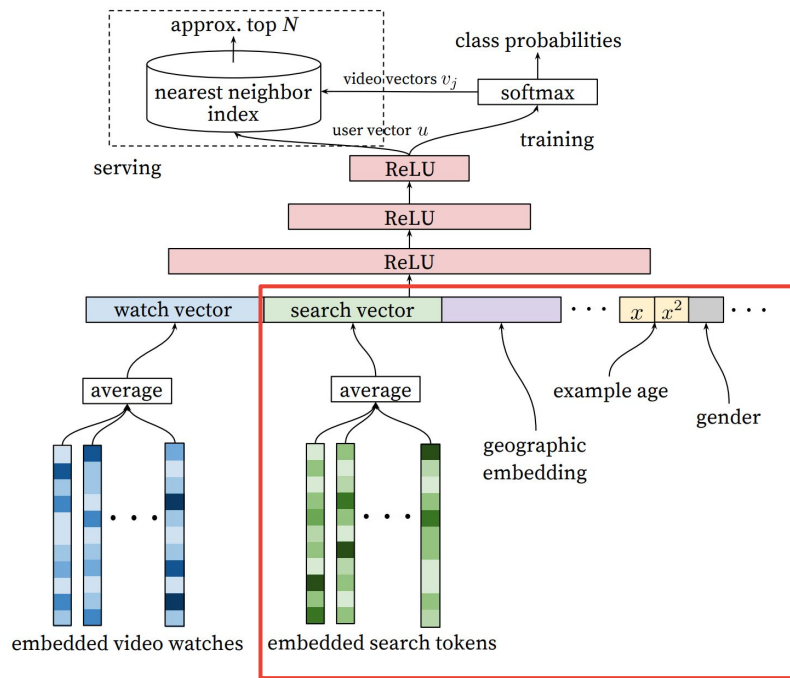 approx. top N
class probabilities
nearest neighbor
index
video vectors v_j
softmax
user vector u
training
serving
ReLU
ReLU
ReLU
watch vector
search vector
. . .
x
x²
. . .
average
average
example age
gender
geographic
embedding
. . .
. . .
embedded video watches
embedded search tokens